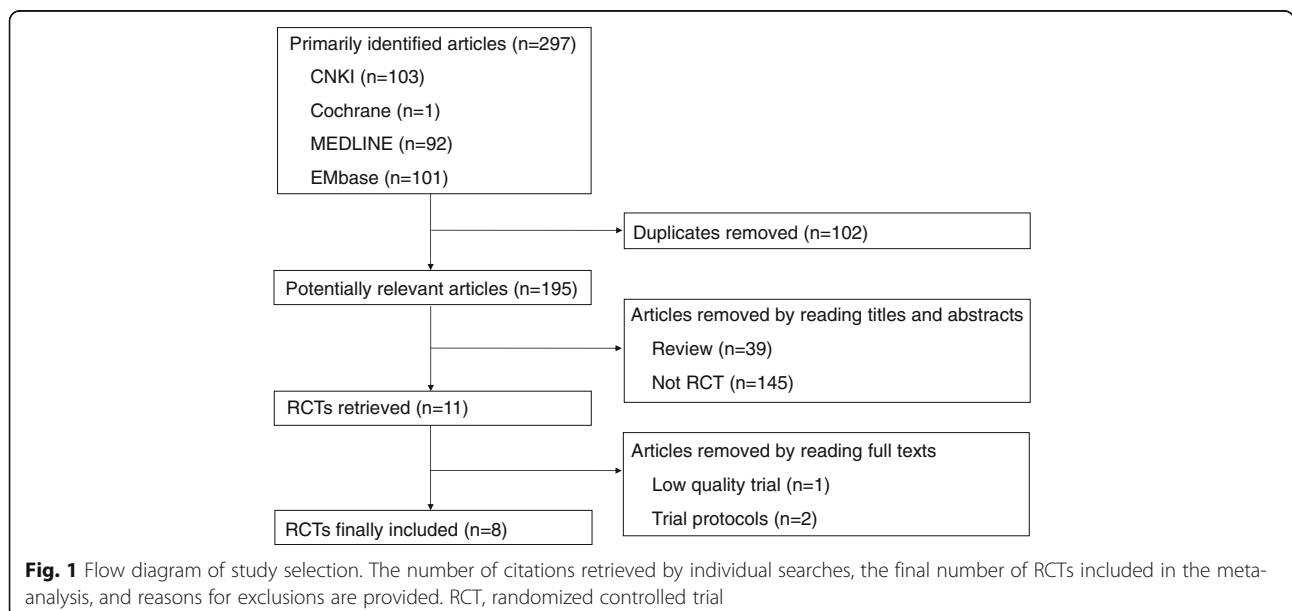 Primarily identified articles (n=297)
CNKI (n=103)
Cochrane (n=1)
MEDLINE (n=92)
EMbase (n=101)
Duplicates removed (n=102)
Potentially relevant articles (n=195)
Articles removed by reading titles and abstracts
Review (n=39)
Not RCT (n=145)
RCTs retrieved (n=11)
Articles removed by reading full texts
Low quality trial (n=1)
Trial protocols (n=2)
RCTs finally included (n=8)
Fig. 1 Flow diagram of study selection. The number of citations retrieved by individual searches, the final number of RCTs included in the meta-
analysis, and reasons for exclusions are provided. RCT, randomized controlled trial